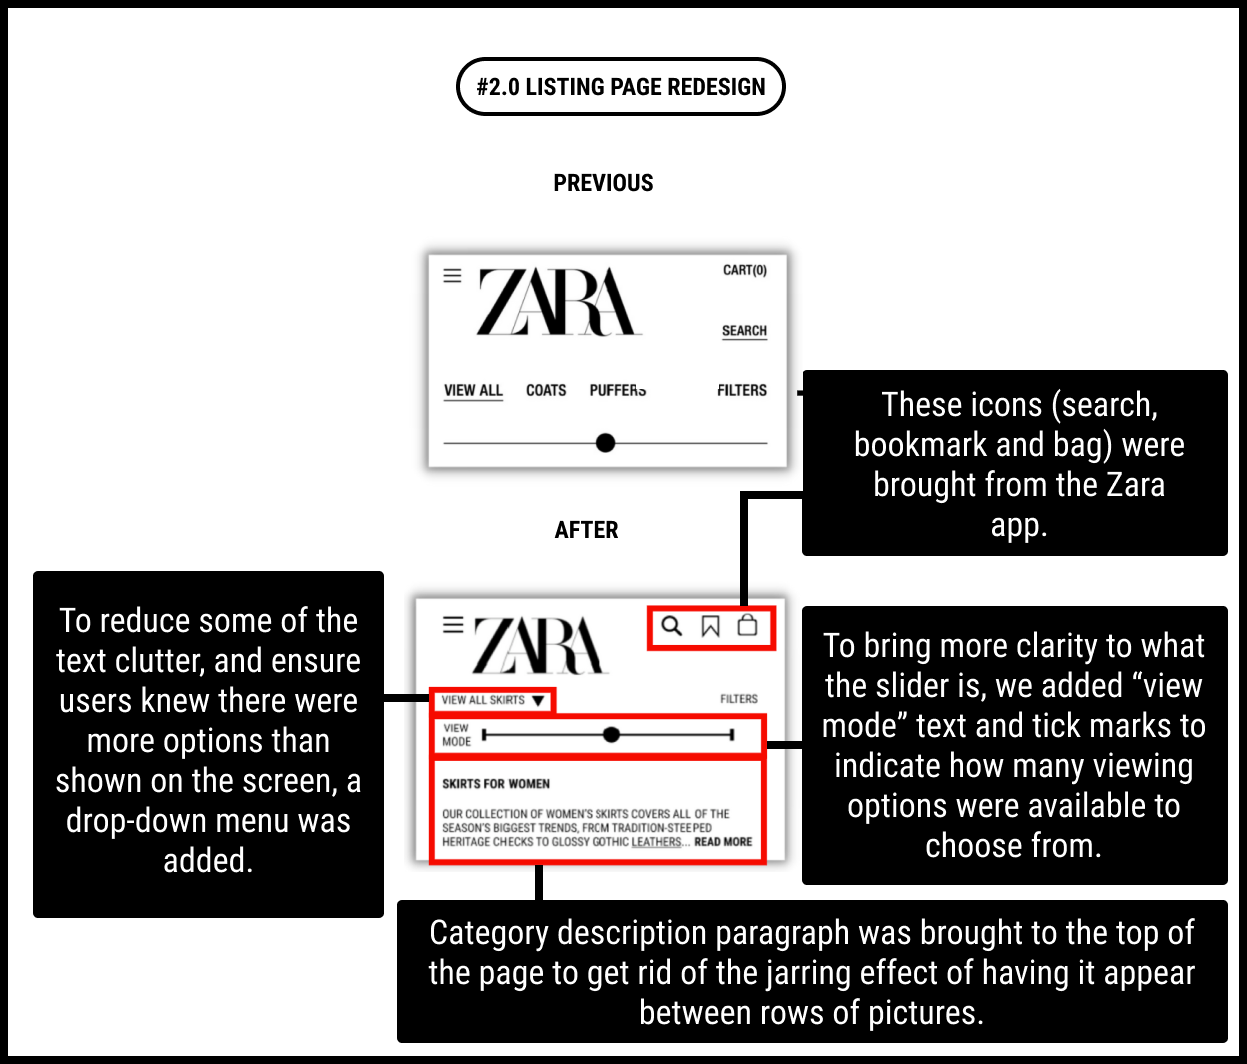 #2.0 LISTING PAGE REDESIGN
PREVIOUS
ZARA
CART(0)
SEARCH
VIEW ALL COATS PUFFERS FILTERS
These icons (search,
bookmark and bag) were
brought from the Zara
app.
AFTER
ZARA
To reduce some of the
text clutter, and ensure
users knew there were
more options than
shown on the screen, a
drop-down menu was
added.
VIEW ALL SKIRTS FILTERS
VIEW
MODE
SKIRTS FOR WOMEN
OUR COLLECTION OF WOMEN'S SKIRTS COVERS ALL OF THE
SEASON'S BIGGEST TRENDS, FROM TRADITION-STEEPED
HERITAGE CHECKS TO GLOSSY GOTHIC LEATHERS... READ MORE
To bring more clarity to what
the slider is, we added “view
mode” text and tick marks to
indicate how many viewing
options were available to
choose from.
Category description paragraph was brought to the top of
the page to get rid of the jarring effect of having it appear
between rows of pictures.